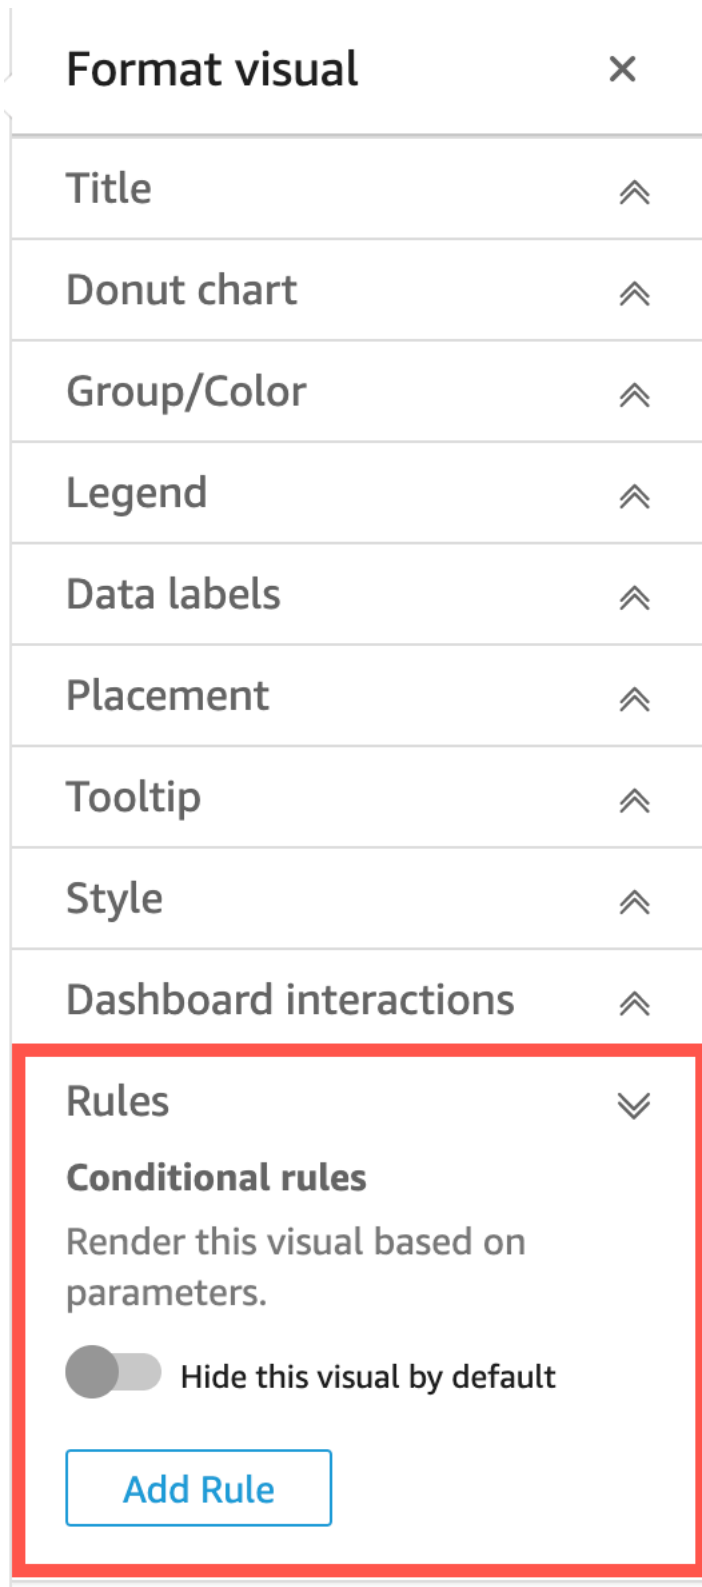 Format visual
Title
Donut chart
Group/Color
Legend
Data labels
Placement
Tooltip
Style
Dashboard interactions
Rules
Conditional rules
Render this visual based on
parameters.
Hide this visual by default
Add Rule